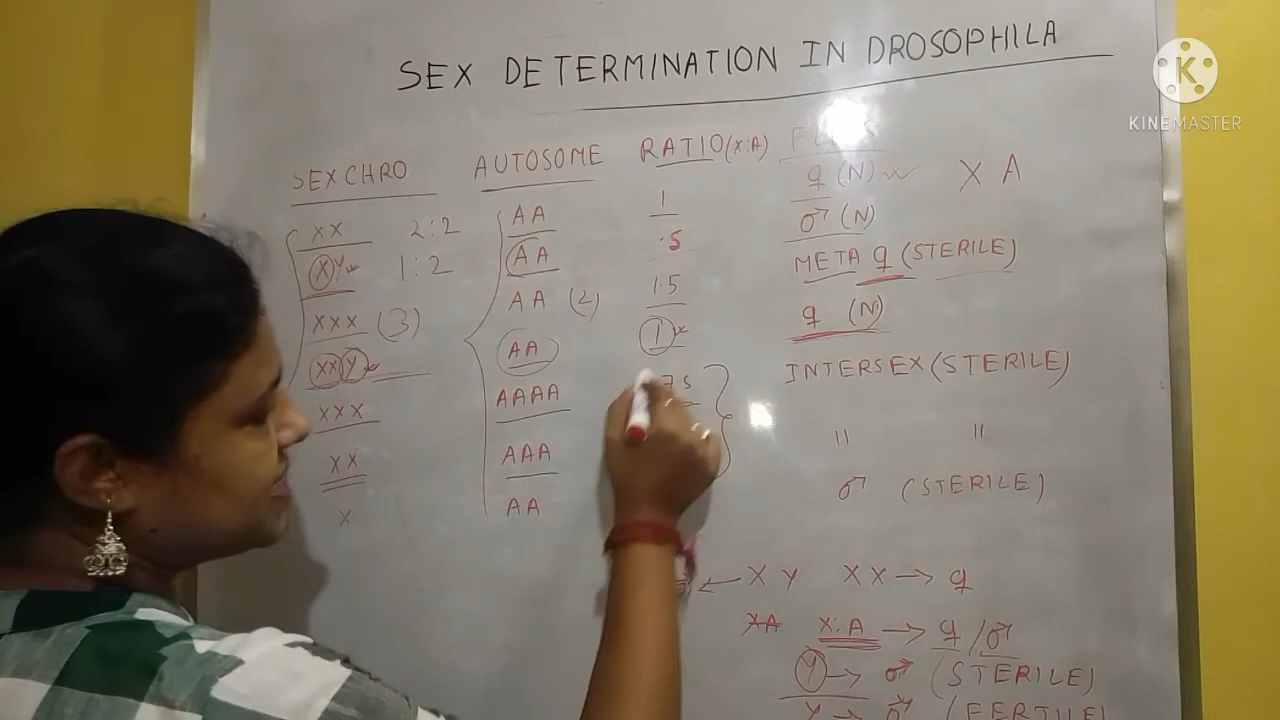 SEX DETERMINATION IN DROSOPHILA
SEX CHRO. AUTOSOME RATIO (X:A)
XX 2:2 AA 1 ♀ (N) X A
XY 1:2 AA .5 ♂ (N)
XXX (3) AA (2) 1.5 META ♀ (STERILE)
XXY AA 1 ♀ (N)
XXX AAAA 75 INTERSEX (STERILE)
XX AAA " "
X AA ♂ (STERILE)
← X Y XX → ♀
XA X:A → ♀/♂
Y → ♂ (STERILE)
Y → ♂ (FERTILE)
KINEMASTER